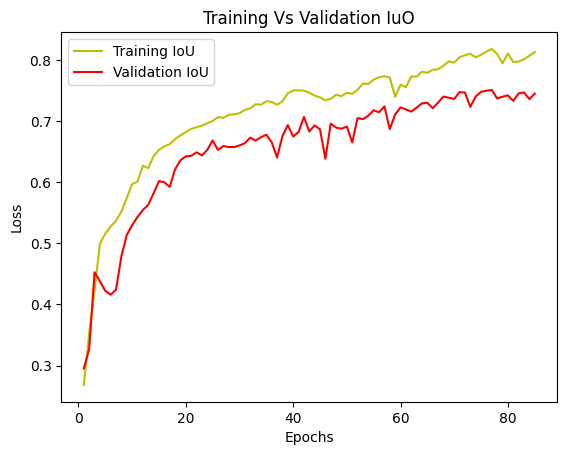 Training Vs Validation IuO
Training IoU
Validation IoU
0.8
0.7
0.6
0.5
0.4
0.3
Loss
0
20
40
60
80
Epochs